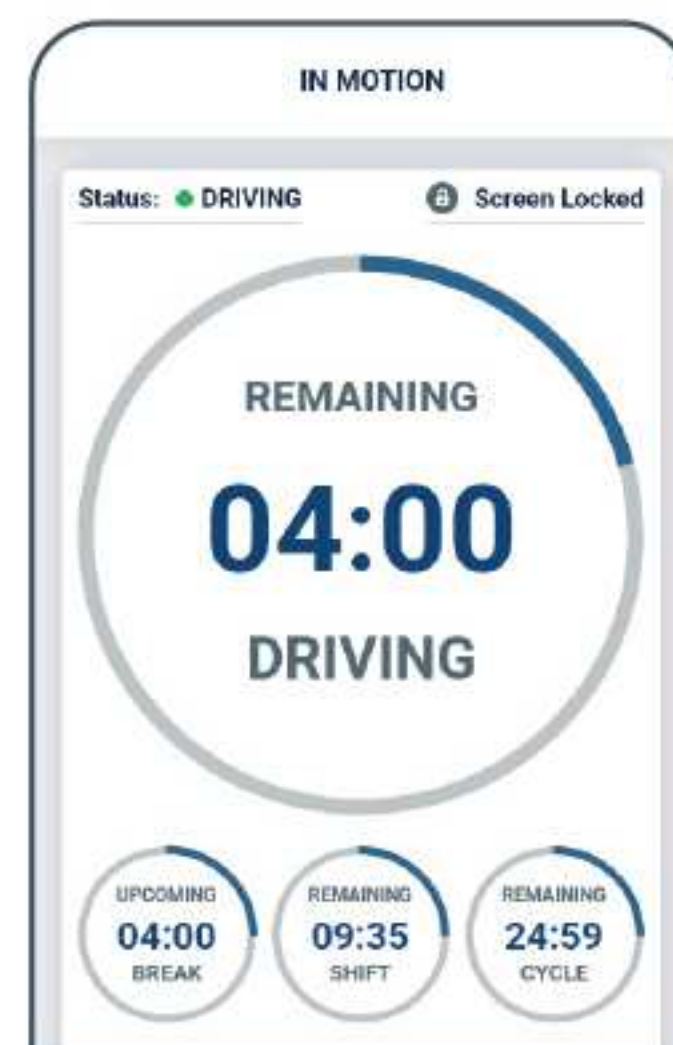 IN MOTION
Status: DRIVING
Screen Locked
REMAINING
04:00
DRIVING
UPCOMING
04:00
BREAK
REMAINING
09:35
SHIFT
REMAINING
24:59
CYCLE